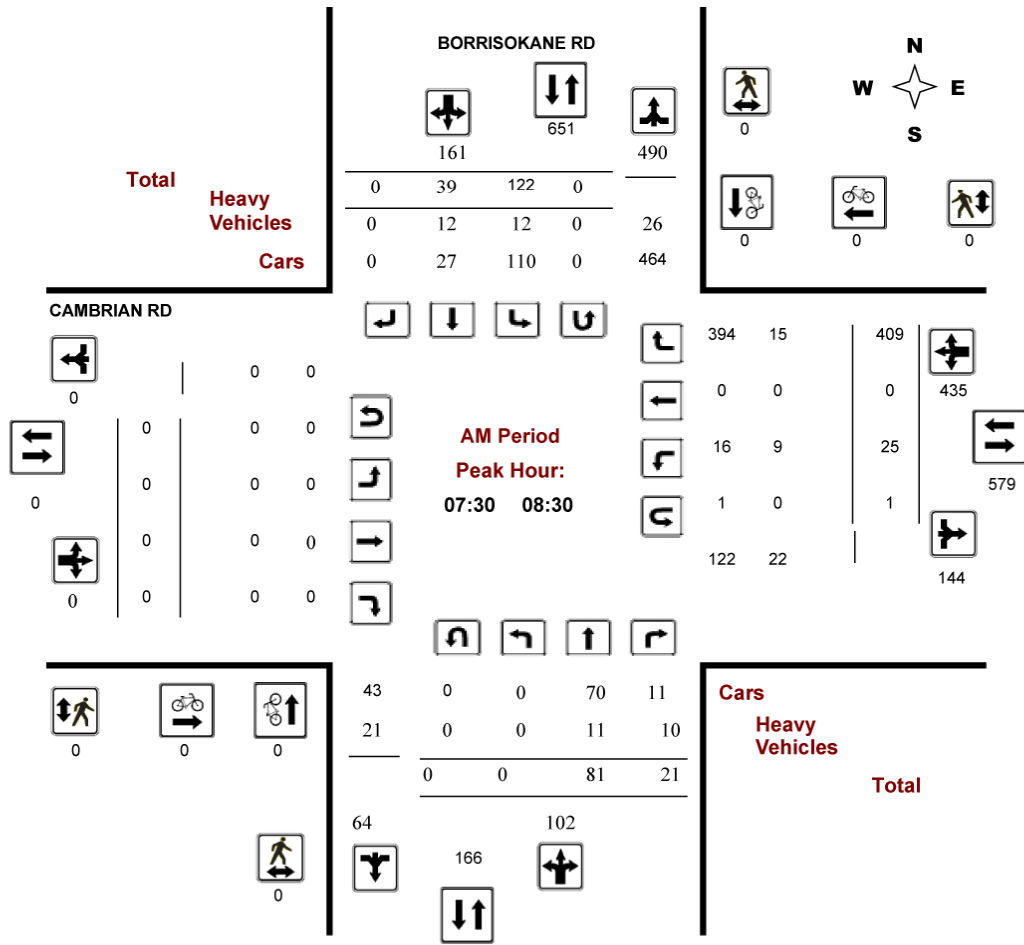 BORRISOKANE RD
N
W E
S
651
0
161 490
Total
0 39 122 0
Heavy
Vehicles
0 12 12 0 26
Cars
0 27 110 0 464
0 0 0
CAMBRIAN RD
394 15 409
0
0 0
0 0 0
435
0 0 0
16 9 25
AM Period
Peak Hour:
579
0
0 0 0
07:30 08:30
1 0 1
0 0 0
122 22
144
0
0 0 0
43 0 0 70 11
Cars
21 0 0 11 10
Heavy
Vehicles
0 0 0
0 0 81 21
Total
64 102
166
0